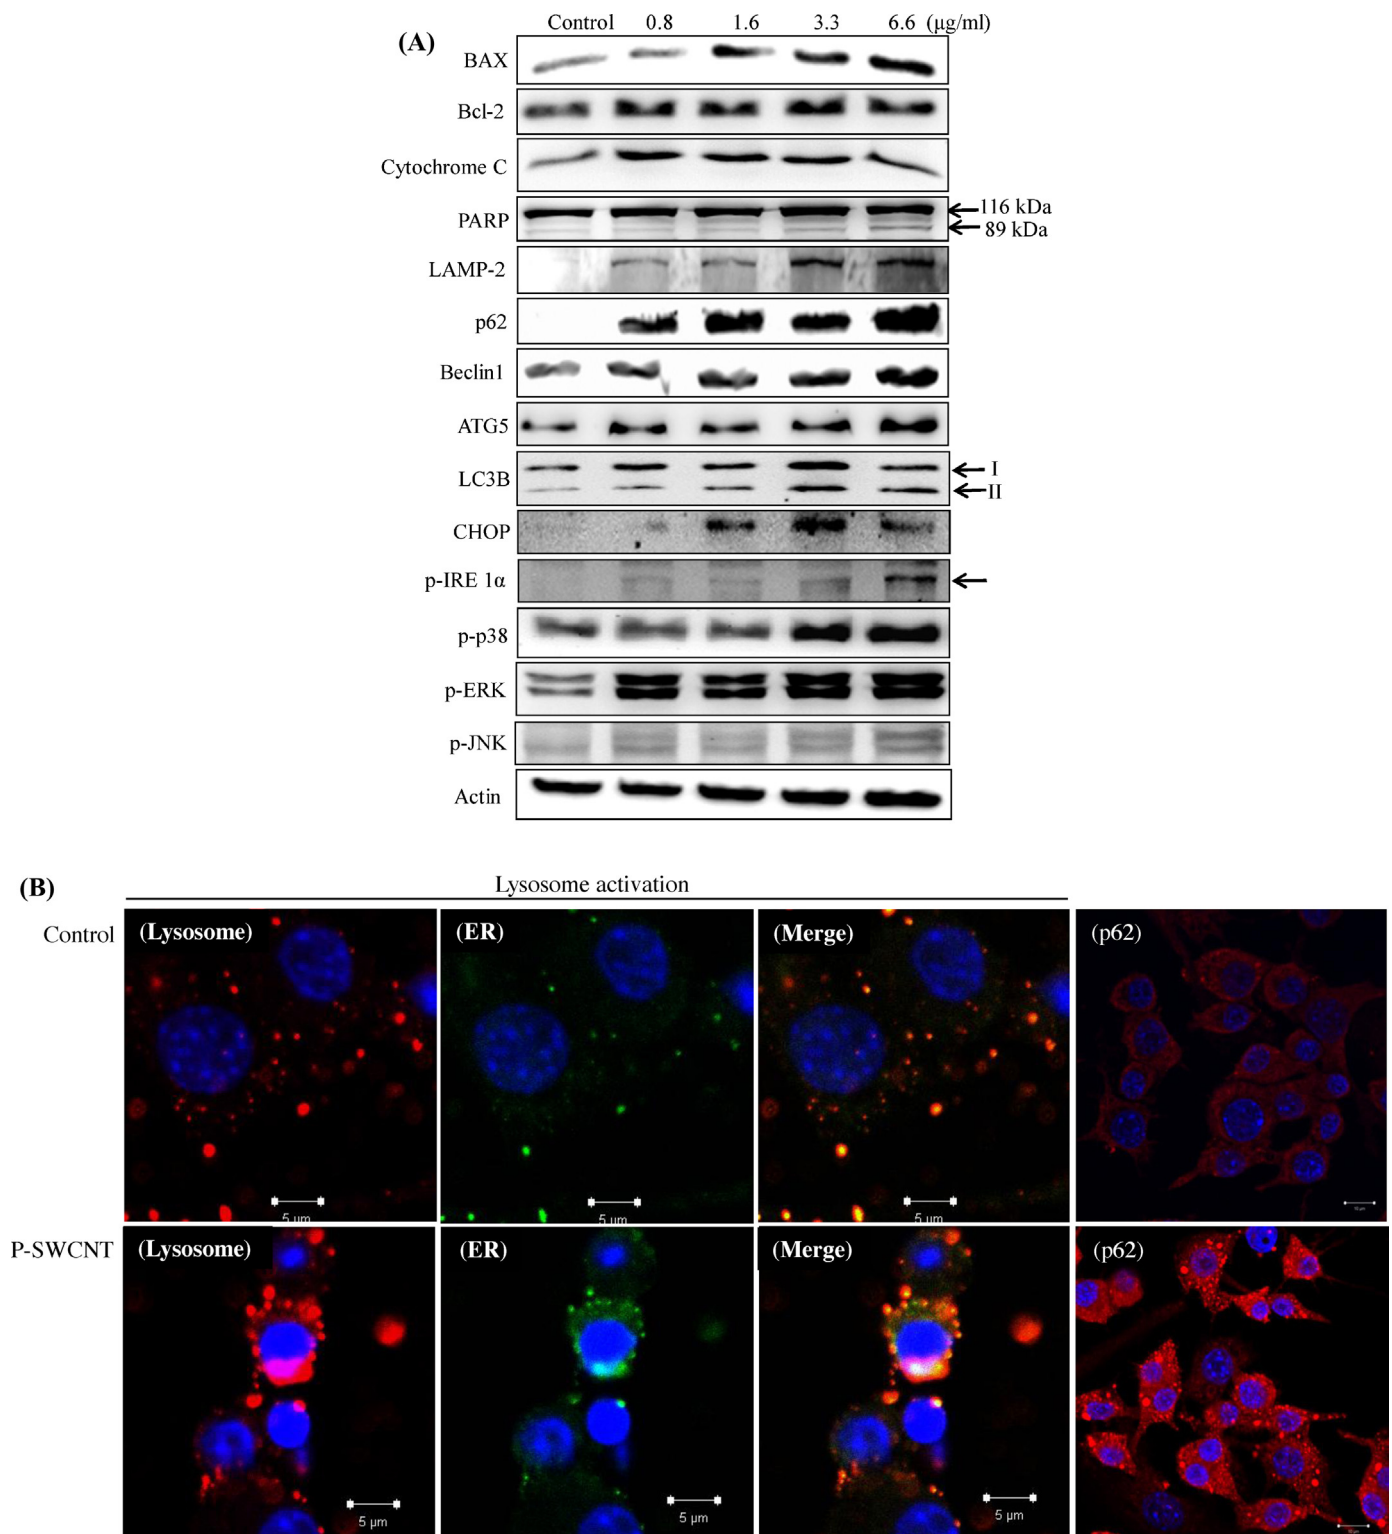 (A)
Control 0.8 1.6 3.3 6.6 (µg/ml)
BAX
Bcl-2
Cytochrome C
PARP
116 kDa
89 kDa
LAMP-2
p62
Beclin1
ATG5
LC3B
I
II
CHOP
p-IRE 1α
p-p38
p-ERK
p-JNK
Actin
(B)
Lysosome activation
Control
(Lysosome) (ER) (Merge) (p62)
5 µm 5 µm 5 µm 10 µm
P-SWCNT
(Lysosome) (ER) (Merge) (p62)
5 µm 5 µm 5 µm